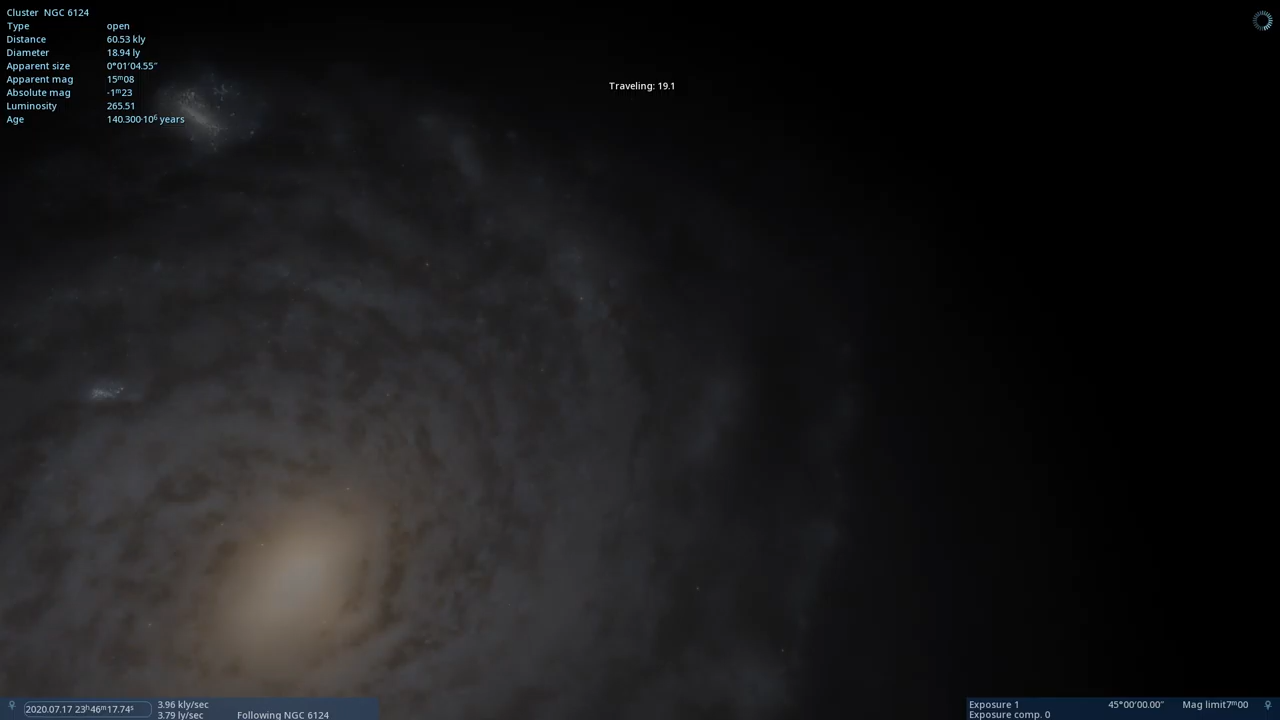 Cluster NGC 6124
Type open
Distance 60.53 kly
Diameter 18.94 ly
Apparent size 0°01′04.55″
Apparent mag 15ᵐ08
Absolute mag -1ᵐ23
Luminosity 265.51
Age 140.300·10⁶ years
Traveling: 19.1
2020.07.17 23ʰ46ᵐ17.74ˢ
3.96 kly/sec
3.79 ly/sec Following NGC 6124
Exposure 1 45°00′00.00″ Mag limit7ᵐ00
Exposure comp. 0